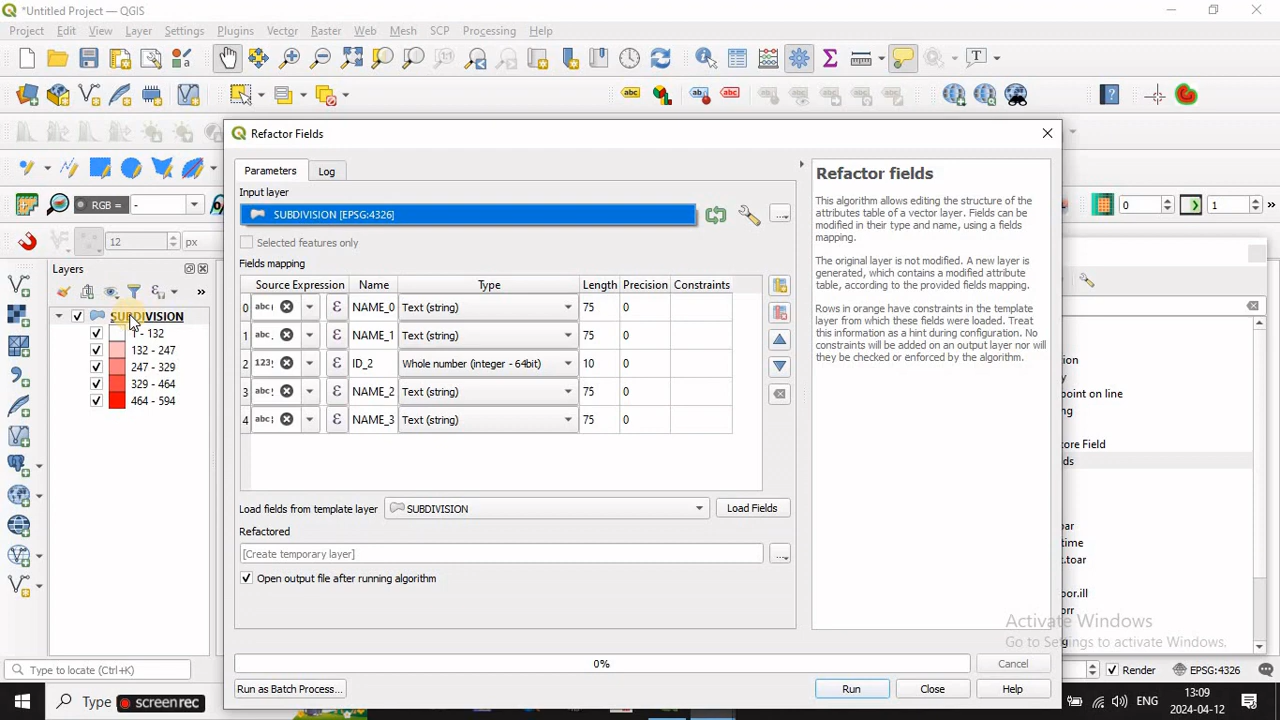 *Untitled Project — QGIS
Project Edit View Layer Settings Plugins Vector Raster Database Web Mesh SCP Processing Help
RGB = -
0 1 »
12 px
Refactor Fields
Parameters Log
Input layer
SUBDIVISION [EPSG:4326]
Selected features only
Fields mapping
Source Expression Name Type Length Precision Constraints
0 NAME_0 Text (string) 75 0
1 NAME_1 Text (string) 75 0
2 ID_2 Whole number (integer - 64bit) 10 0
3 NAME_2 Text (string) 75 0
4 NAME_3 Text (string) 75 0
Load fields from template layer SUBDIVISION Load Fields
Refactored
[Create temporary layer]
Open output file after running algorithm
0%
Cancel
Run as Batch Process... Run Close Help
Refactor fields
This algorithm allows editing the structure of the
attributes table of a vector layer. Fields can be
modified in their type and name, using a fields
mapping.
The original layer is not modified. A new layer is
generated, which contains a modified attribute
table, according to the provided fields mapping.
Rows in orange have constraints in the template
layer from which these fields were loaded. Treat
this information as a hint during configuration. No
constraints will be added on an output layer nor will
they be checked or enforced by the algorithm.
Layers
SUBDIVISION
- 132
132 - 247
247 - 329
329 - 464
464 - 594
point on line
ore Field
Activate Windows
Go to Settings to activate Windows.
Type to locate (Ctrl+K)
Render EPSG:4326
Type screenrec
ENG
13:09
2024-04-12